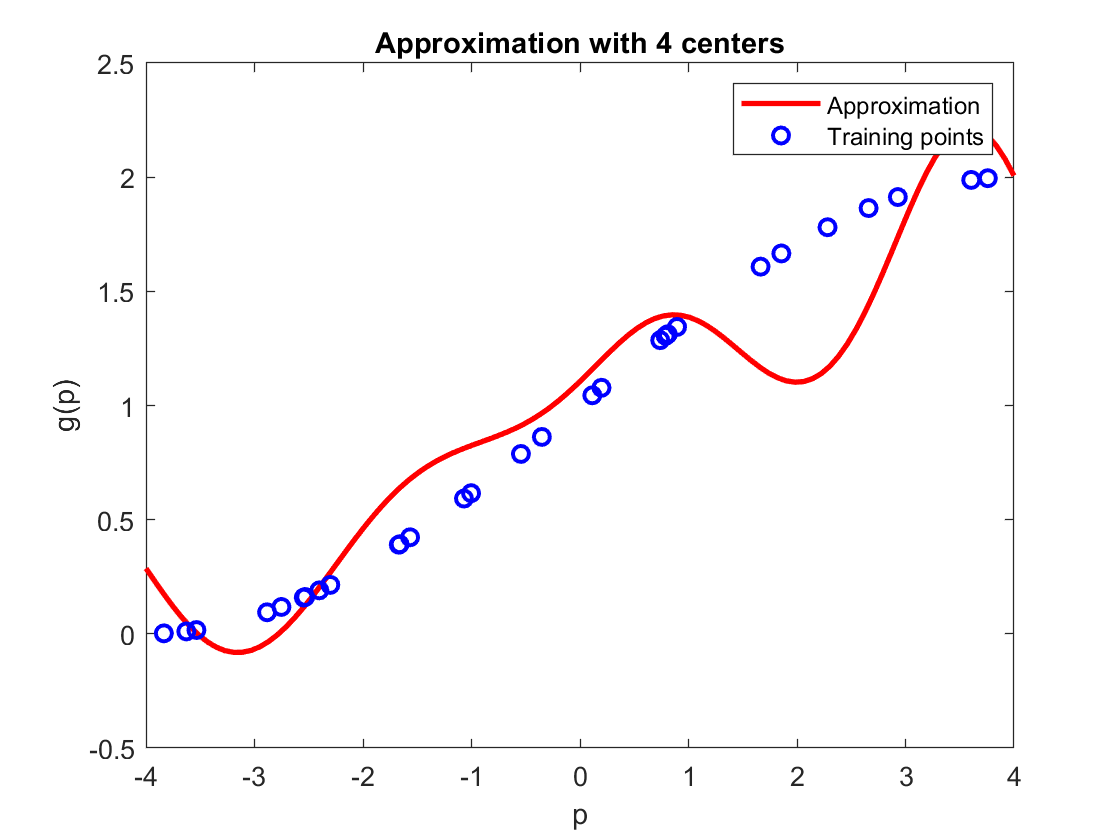 Approximation with 4 centers
2.5
Approximation
Training points
2
1.5
1
0.5
0
-0.5
g(p)
-4 -3 -2 -1 0 1 2 3 4
p